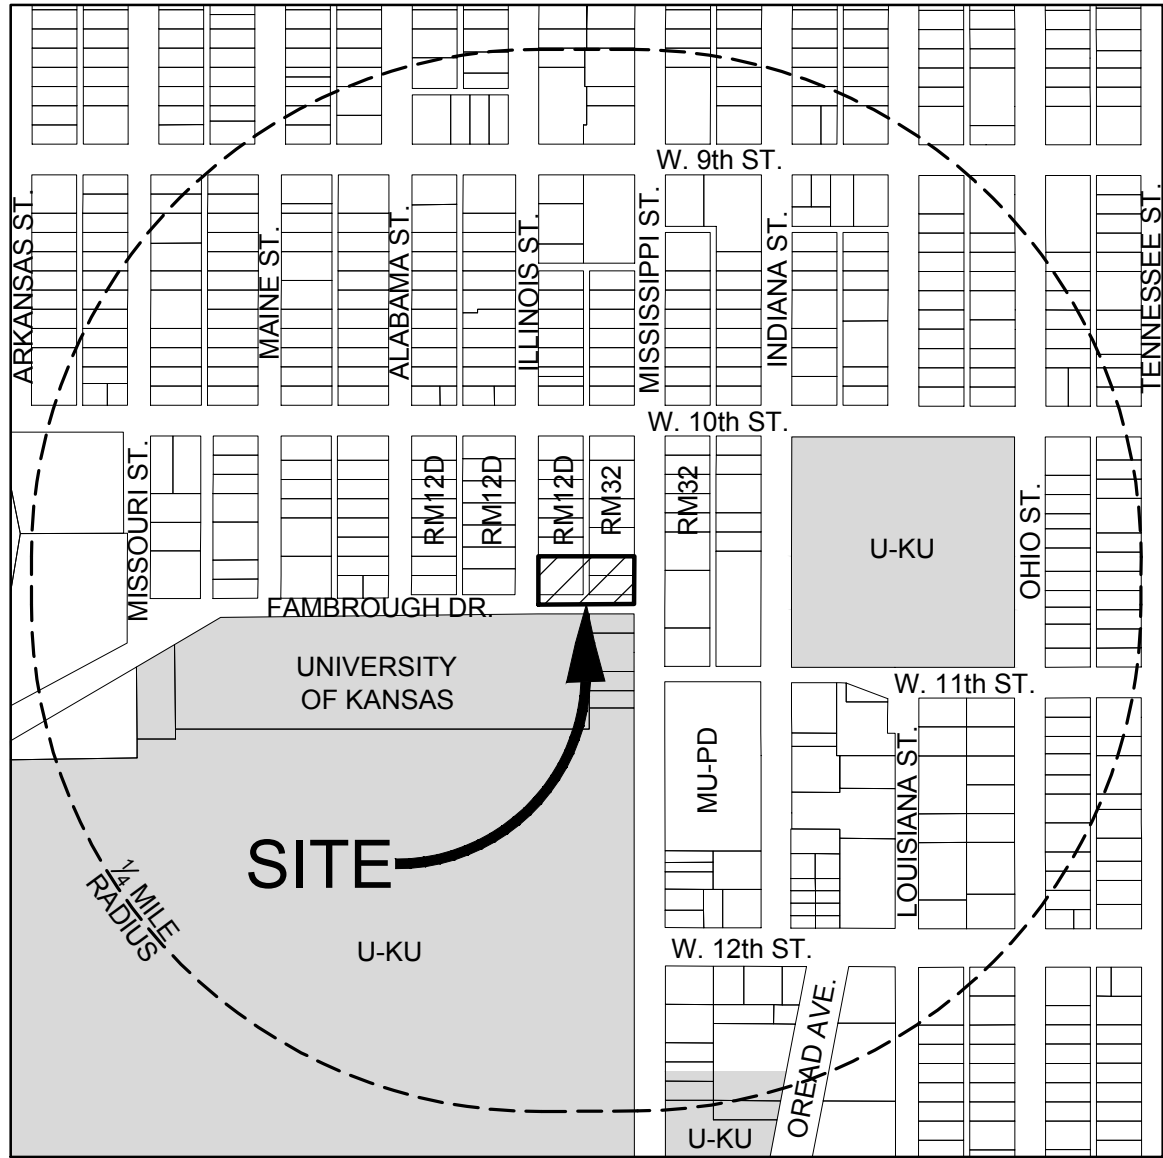 W. 9th ST.
ARKANSAS ST.
MAINE ST.
ALABAMA ST.
ILLINOIS ST.
MISSISSIPPI ST.
INDIANA ST.
TENNESSEE ST.
W. 10th ST.
MISSOURI ST.
RM12D
RM12D
RM12D
RM32
RM32
U-KU
OHIO ST.
FAMBROUGH DR.
UNIVERSITY
OF KANSAS
W. 11th ST.
MU-PD
LOUISIANA ST.
SITE
¼ MILE
RADIUS
U-KU
W. 12th ST.
OREAD AVE.
U-KU